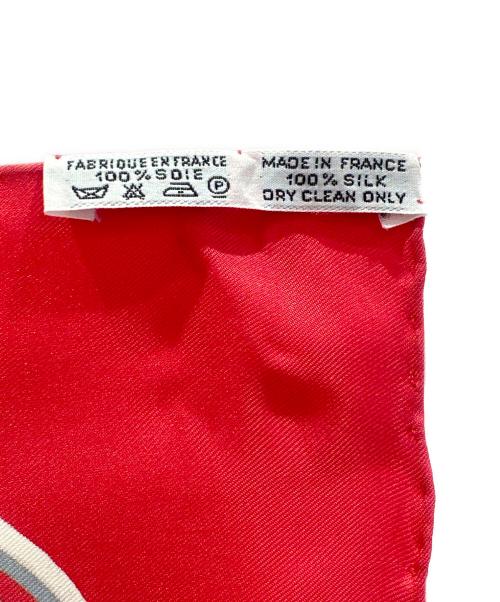 FABRIQUE EN FRANCE
100% SOIE
P
MADE IN FRANCE
100% SILK
DRY CLEAN ONLY